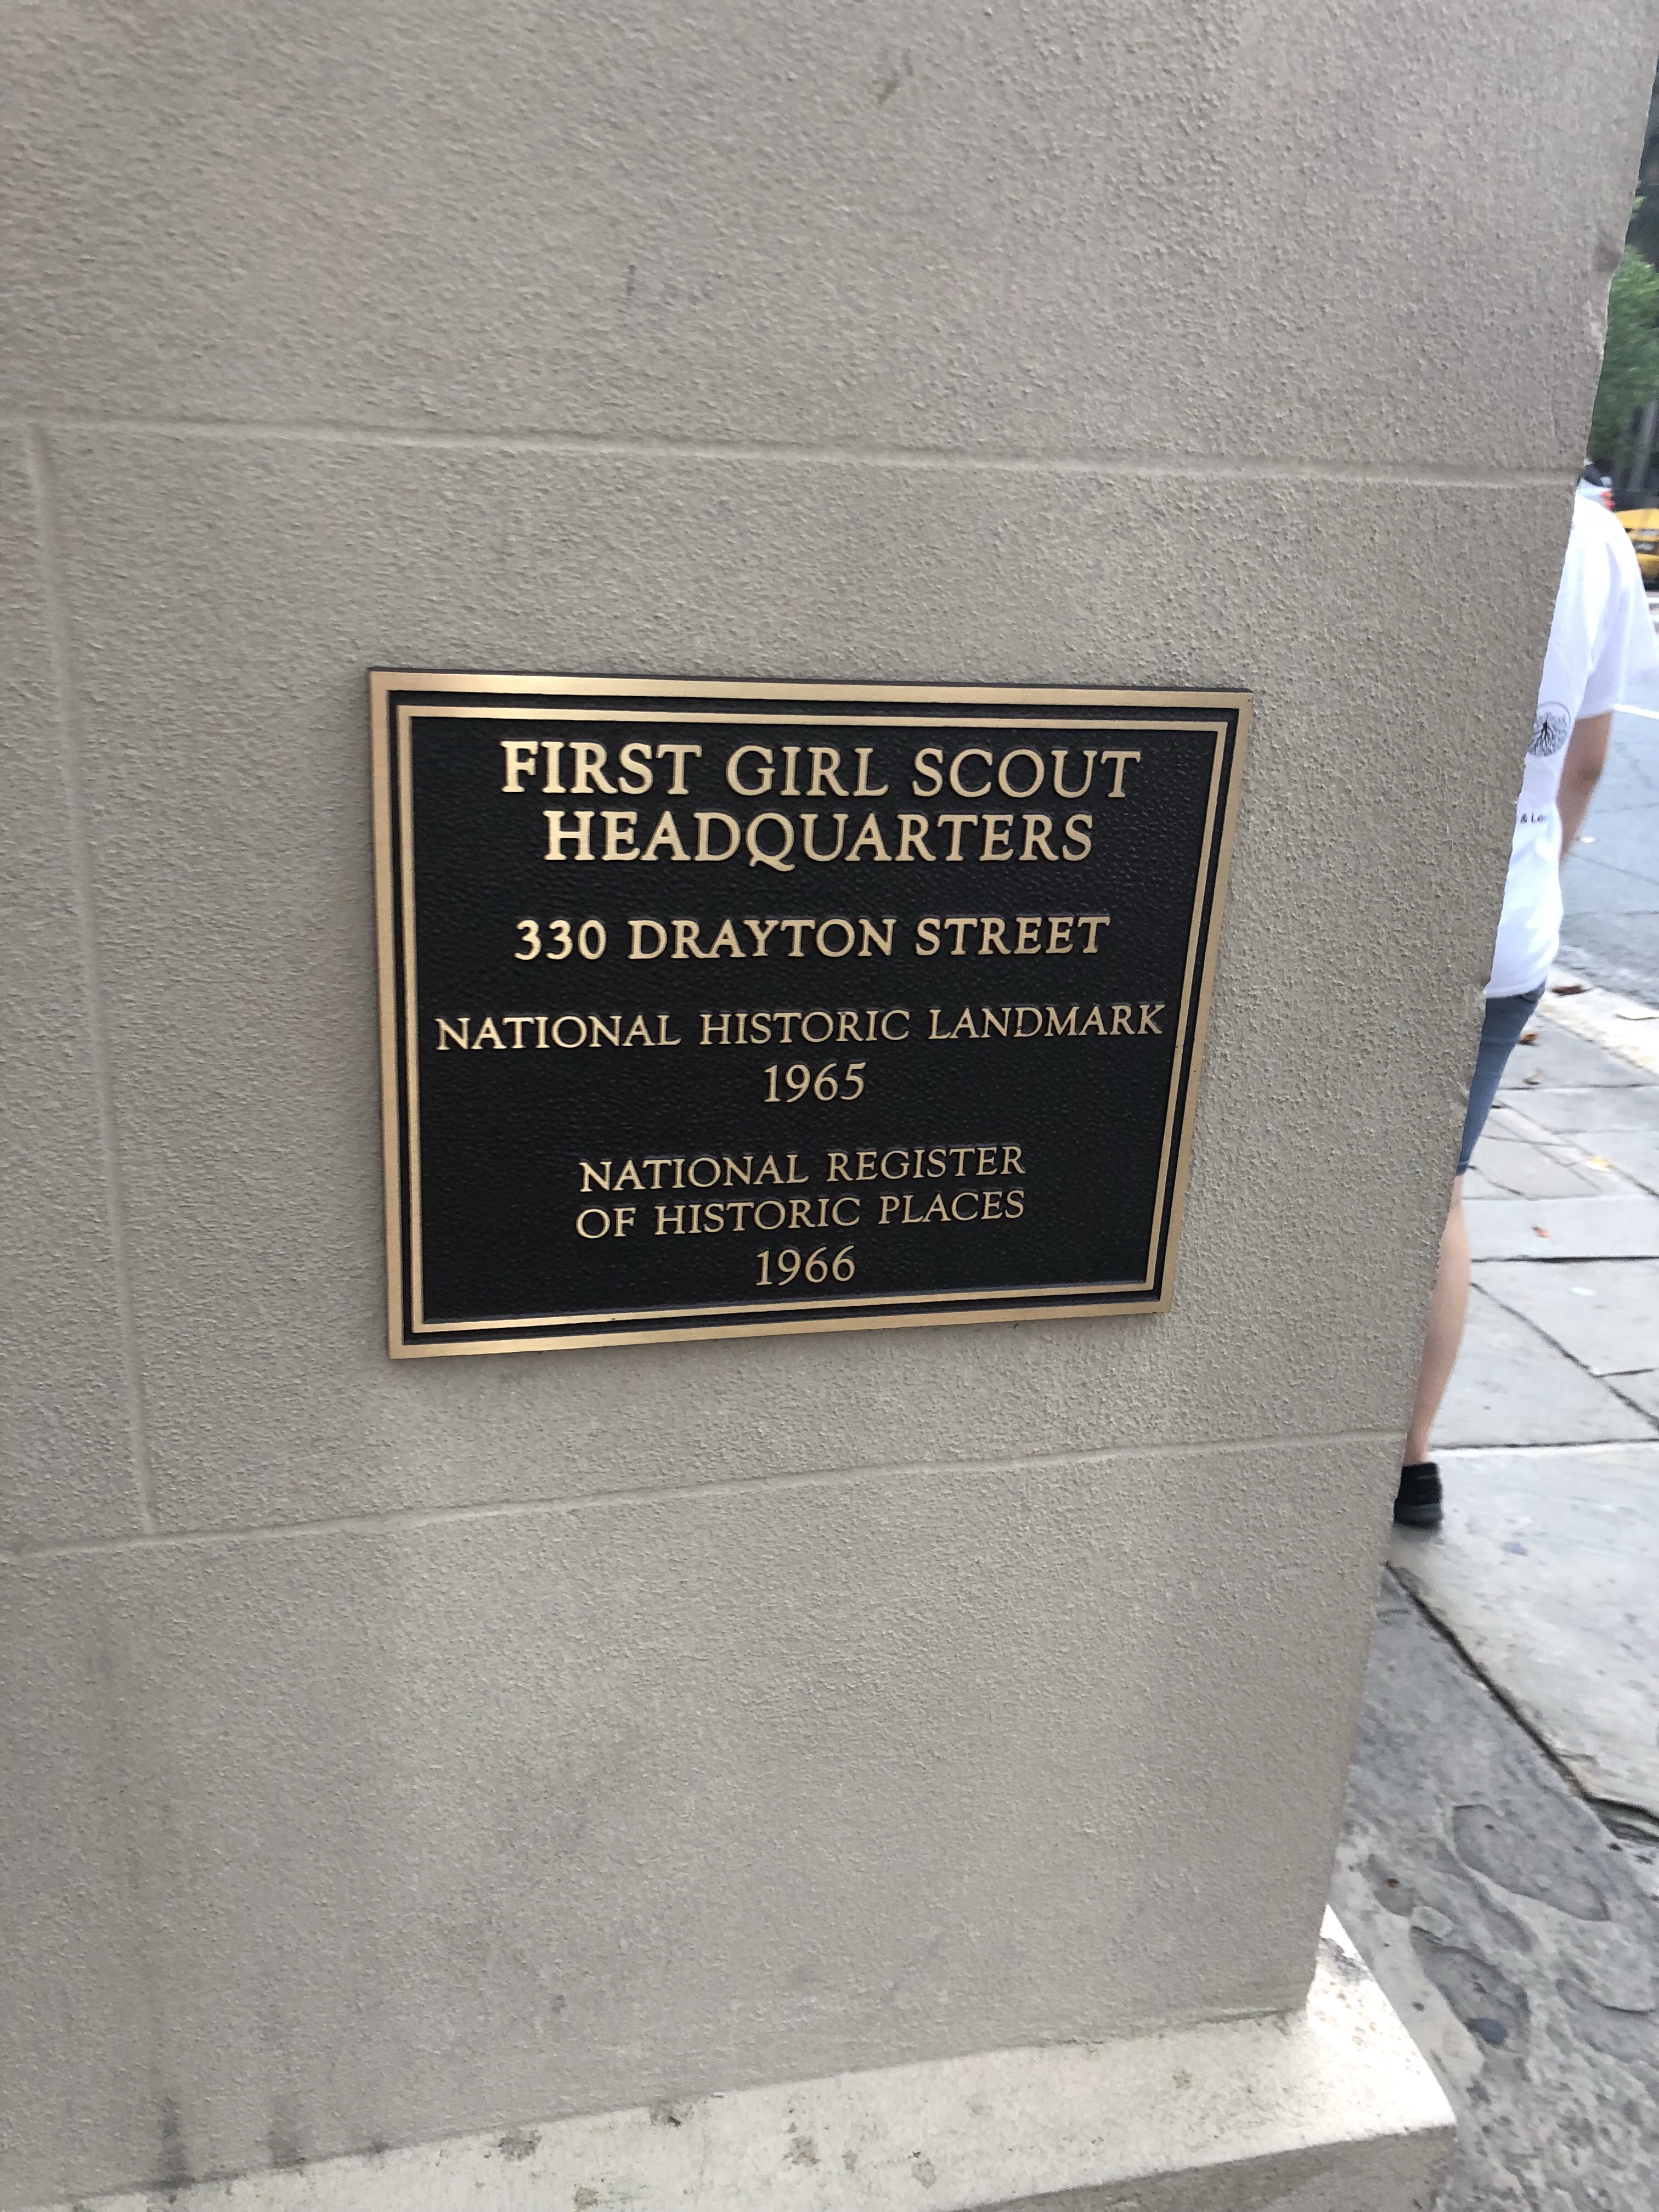 FIRST GIRL SCOUT
HEADQUARTERS
330 DRAYTON STREET
NATIONAL HISTORIC LANDMARK
1965
NATIONAL REGISTER
OF HISTORIC PLACES
1966
&